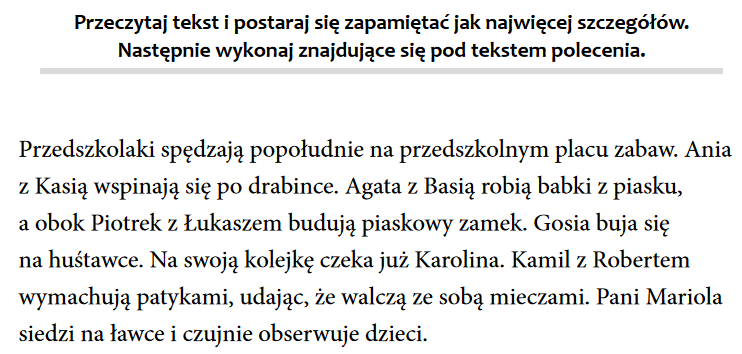 Przeczytaj tekst i postaraj się zapamiętać jak najwięcej szczegółów.
Następnie wykonaj znajdujące się pod tekstem polecenia.
Przedszkolaki spędzają popołudnie na przedszkolnym placu zabaw. Ania
z Kasią wspinają się po drabince. Agata z Basią robią babki z piasku,
a obok Piotrek z Łukaszem budują piaskowy zamek. Gosia buja się
na huśtawce. Na swoją kolejkę czeka już Karolina. Kamil z Robertem
wymachują patykami, udając, że walczą ze sobą mieczami. Pani Mariola
siedzi na ławce i czujnie obserwuje dzieci.